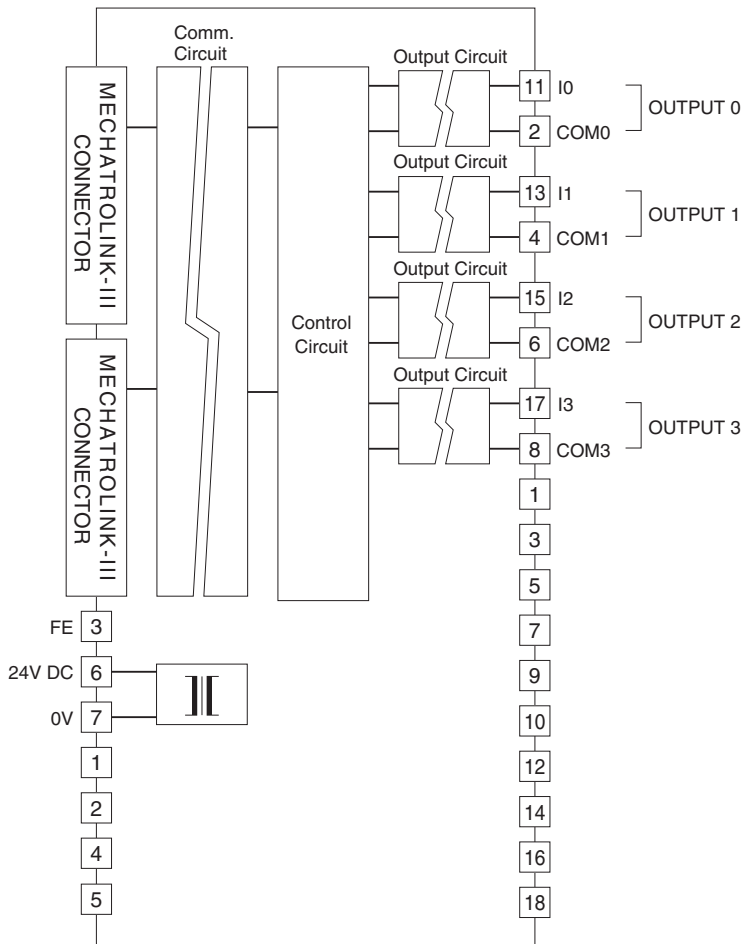 Comm.
Circuit
MECHATROLINK-III
CONNECTOR
MECHATROLINK-III
CONNECTOR
Control
Circuit
Output Circuit
11 I0
2 COM0
OUTPUT 0
Output Circuit
13 I1
4 COM1
OUTPUT 1
Output Circuit
15 I2
6 COM2
OUTPUT 2
Output Circuit
17 I3
8 COM3
OUTPUT 3
1
3
5
7
9
10
12
14
16
18
FE 3
24V DC 6
0V 7
1
2
4
5